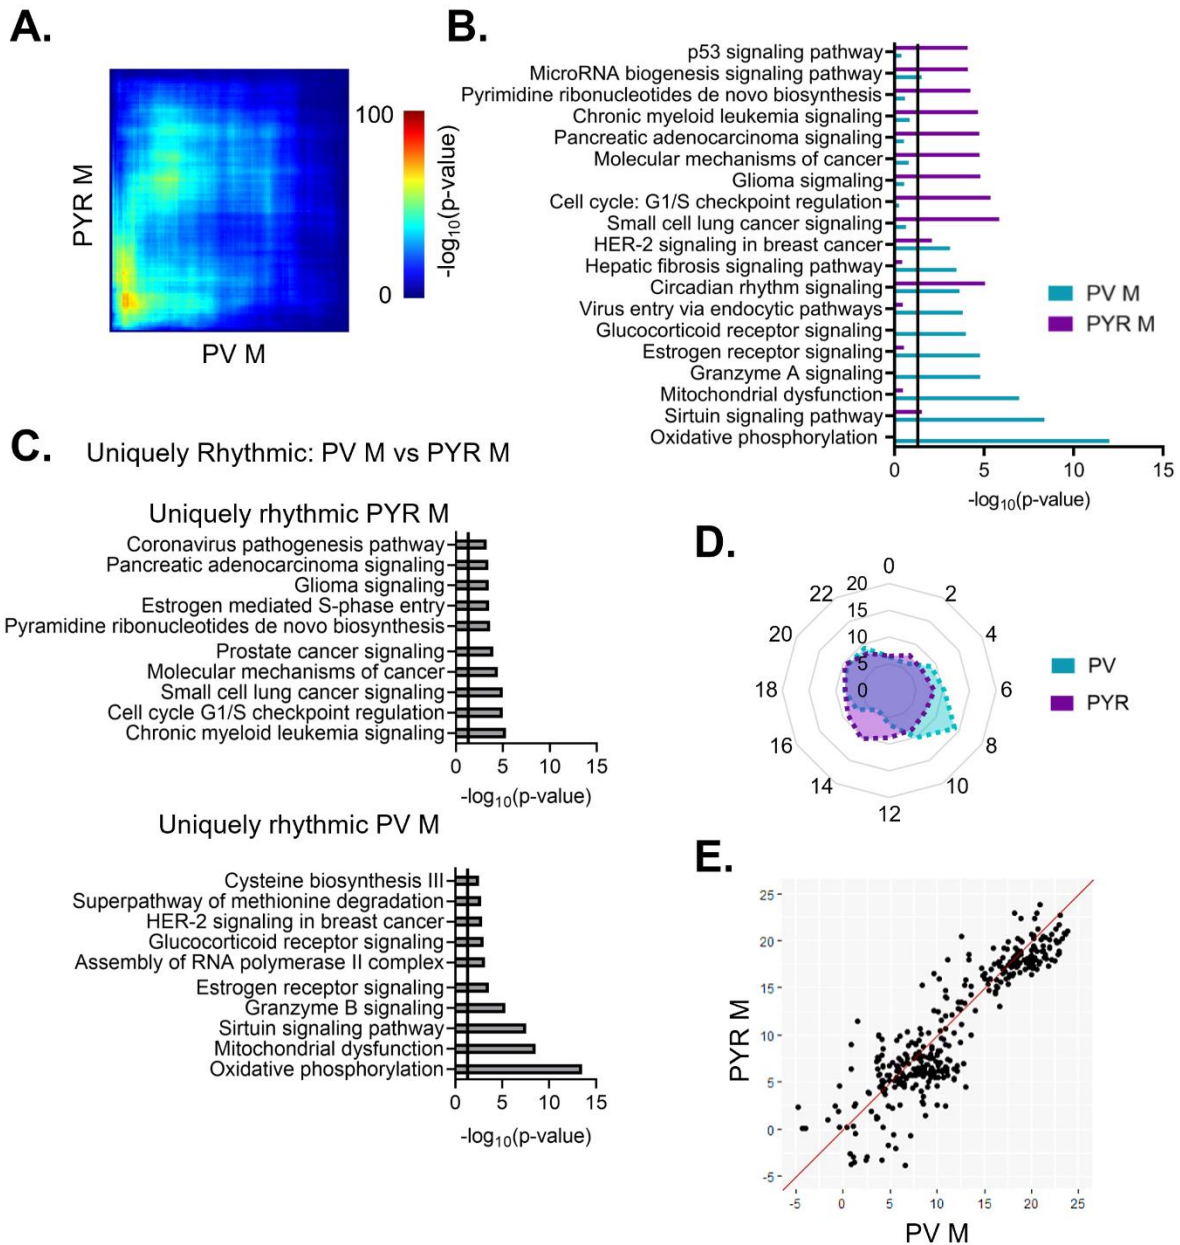 A.
PYR M
PV M
100
0
-log10(p-value)
B.
p53 signaling pathway
MicroRNA biogenesis signaling pathway
Pyrimidine ribonucleotides de novo biosynthesis
Chronic myeloid leukemia signaling
Pancreatic adenocarcinoma signaling
Molecular mechanisms of cancer
Glioma sigmaling
Cell cycle: G1/S checkpoint regulation
Small cell lung cancer signaling
HER-2 signaling in breast cancer
Hepatic fibrosis signaling pathway
Circadian rhythm signaling
Virus entry via endocytic pathways
Glucocorticoid receptor signaling
Estrogen receptor signaling
Granzyme A signaling
Mitochondrial dysfunction
Sirtuin signaling pathway
Oxidative phosphorylation
0 5 10 15
-log10(p-value)
PV M
PYR M
C.
Uniquely Rhythmic: PV M vs PYR M
Uniquely rhythmic PYR M
Coronavirus pathogenesis pathway
Pancreatic adenocarcinoma signaling
Glioma signaling
Estrogen mediated S-phase entry
Pyramidine ribonucleotides de novo biosynthesis
Prostate cancer signaling
Molecular mechanisms of cancer
Small cell lung cancer signaling
Cell cycle G1/S checkpoint regulation
Chronic myeloid leukemia signaling
0 5 10 15
-log10(p-value)
Uniquely rhythmic PV M
Cysteine biosynthesis III
Superpathway of methionine degradation
HER-2 signaling in breast cancer
Glucocorticoid receptor signaling
Assembly of RNA polymerase II complex
Estrogen receptor signaling
Granzyme B signaling
Sirtuin signaling pathway
Mitochondrial dysfunction
Oxidative phosphorylation
0 5 10 15
-log10(p-value)
D.
0
2
4
6
8
10
12
14
16
18
20
22
20
15
10
5
0
PV
PYR
E.
PYR M
25
20
15
10
5
0
-5
-5 0 5 10 15 20 25
PV M